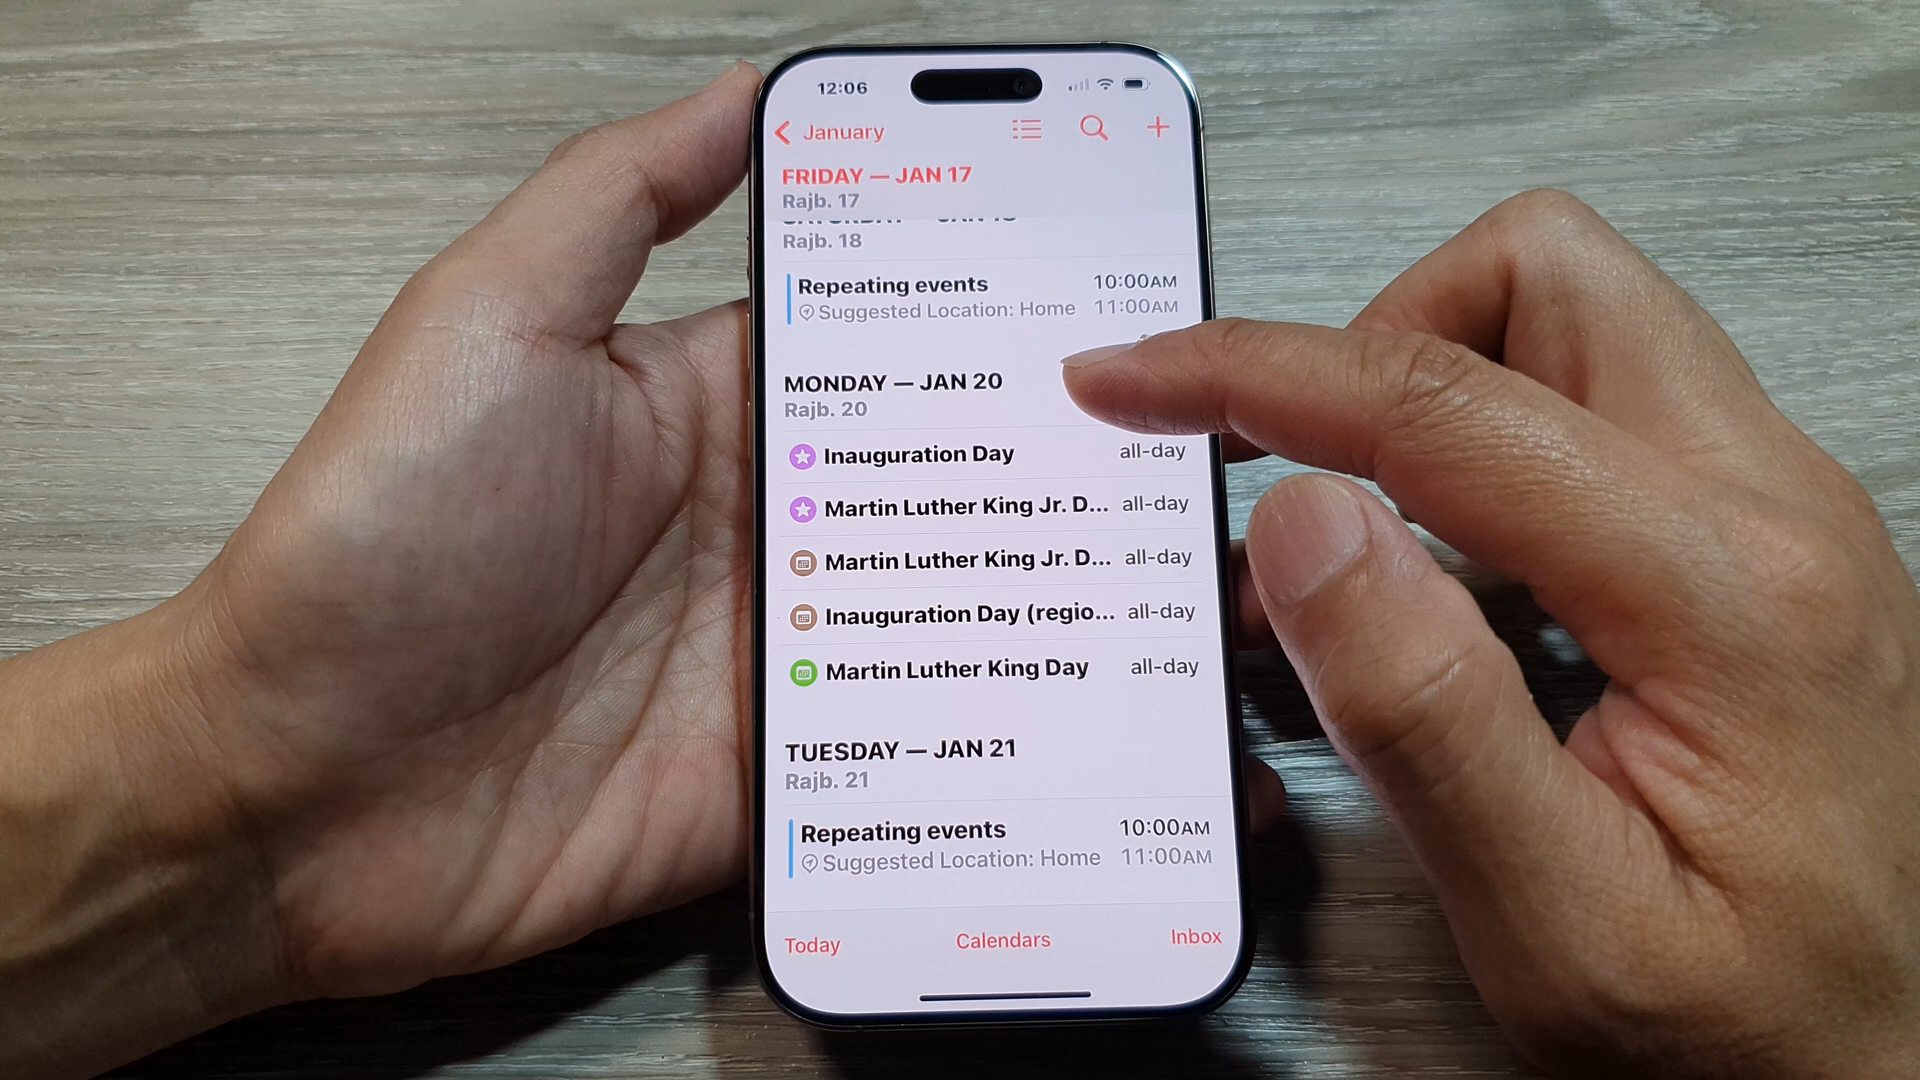 12:06
January
FRIDAY — JAN 17
Rajb. 17
Rajb. 18
Repeating events 10:00AM
Suggested Location: Home 11:00AM
MONDAY — JAN 20
Rajb. 20
Inauguration Day all-day
Martin Luther King Jr. D... all-day
Martin Luther King Jr. D... all-day
Inauguration Day (regio... all-day
Martin Luther King Day all-day
TUESDAY — JAN 21
Rajb. 21
Repeating events 10:00AM
Suggested Location: Home 11:00AM
Today Calendars Inbox